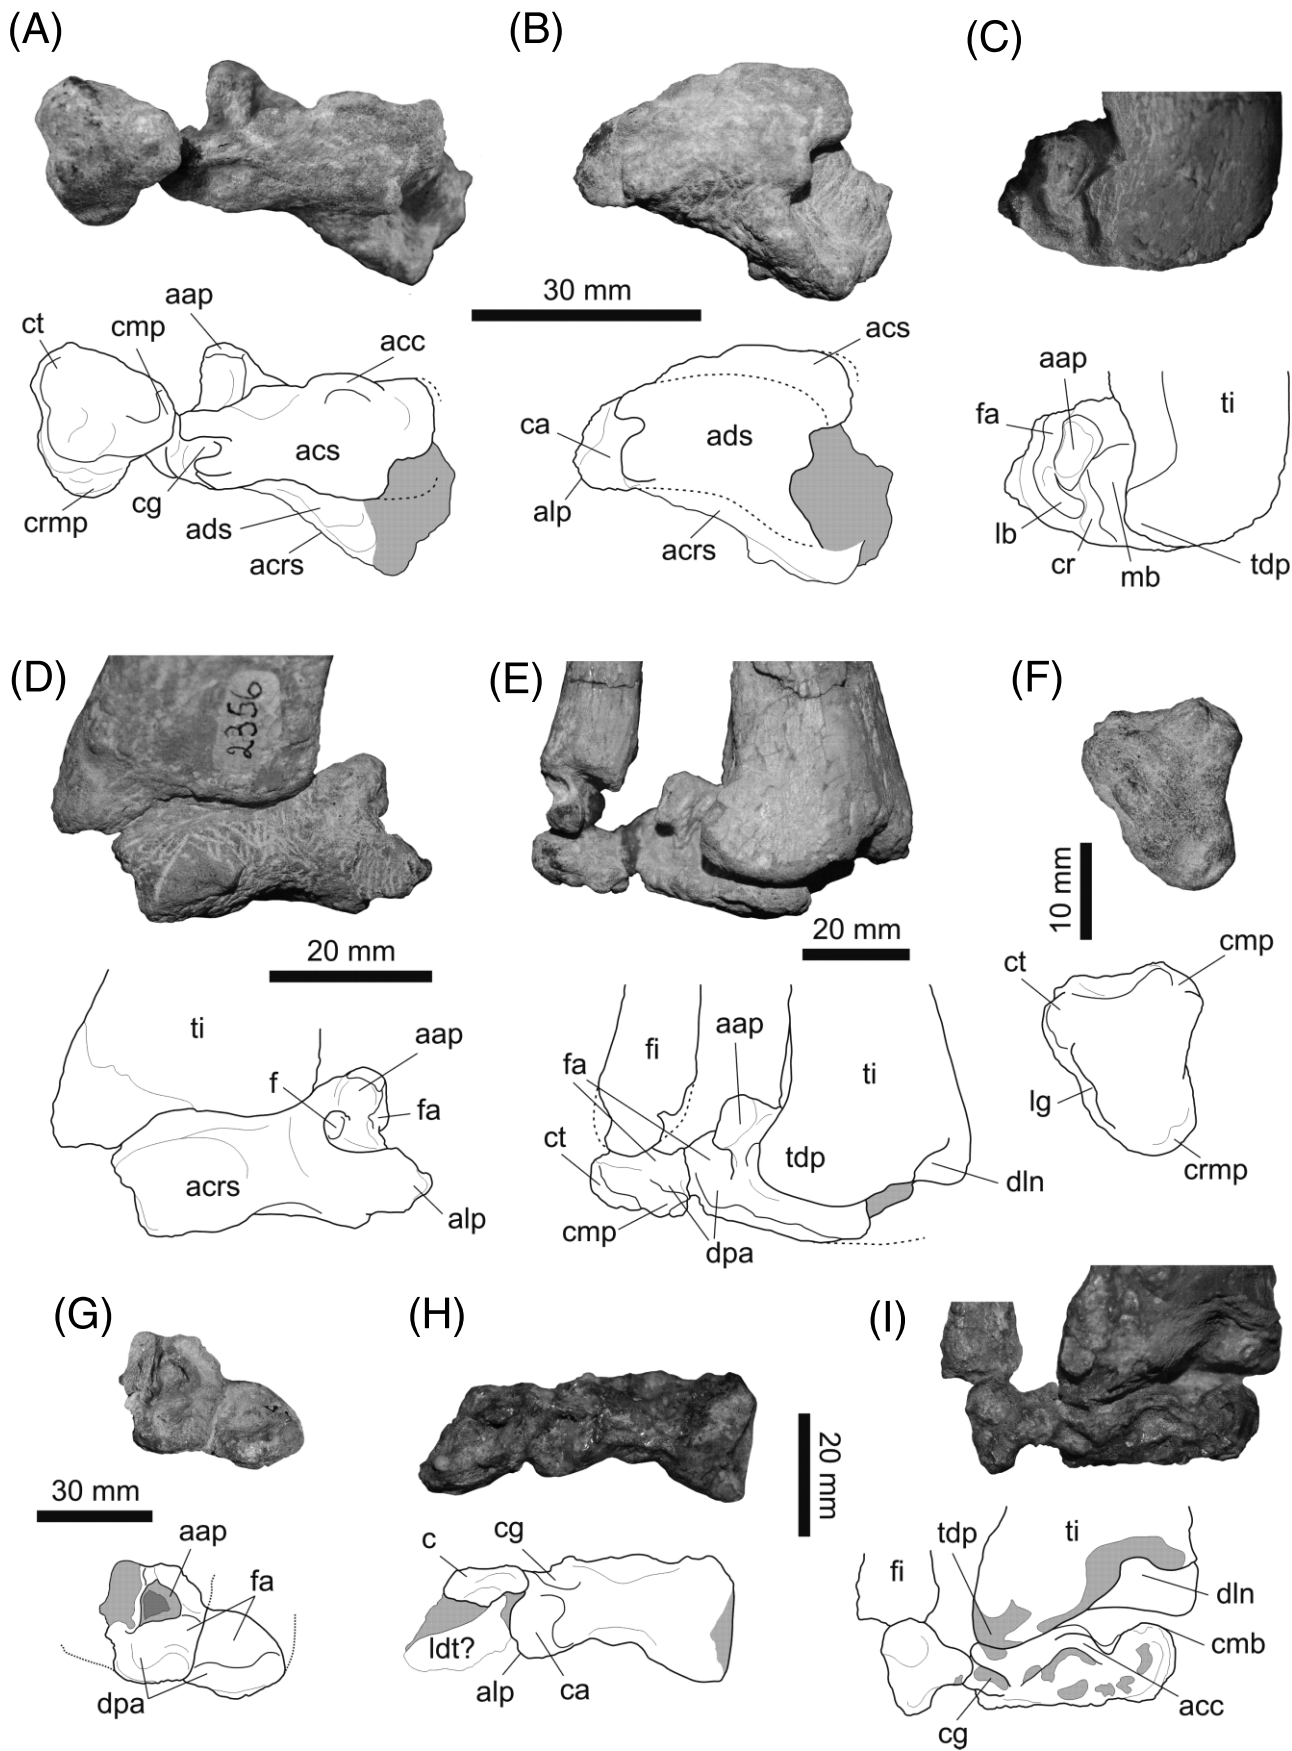 (A)
(B)
(C)
30 mm
ct
cmp
aap
acc
acs
cg
crmp
ads
acrs
acs
ca
ads
alp
acrs
aap
fa
ti
lb
cr
mb
tdp
(D)
(E)
(F)
2356
20 mm
20 mm
10 mm
ti
aap
f
fa
acrs
alp
fi
aap
fa
ti
ct
tdp
dln
cmp
dpa
ct
cmp
lg
crmp
(G)
(H)
(I)
30 mm
20 mm
aap
fa
dpa
c
cg
ldt?
alp
ca
tdp
ti
fi
dln
cmb
acc
cg